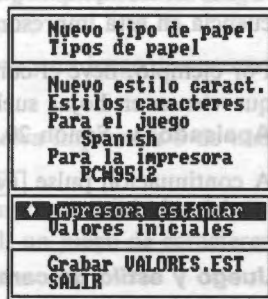 Nuevo tipo de papel
Tipos de papel
Nuevo estilo caract.
Estilos caracteres
Para el juego
Spanish
Para la impresora
PCW9512
♦ Impresora estándar
Valores iniciales
Grabar VALORES.EST
SALIR